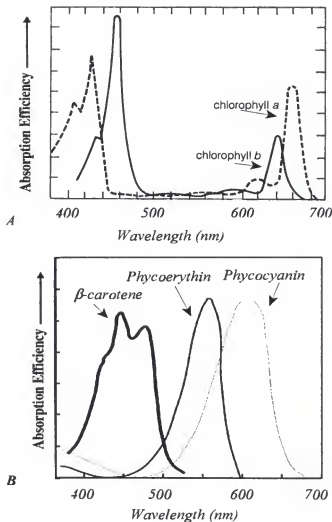 Absorption Efficiency
chlorophyll a
chlorophyll b
400 500 600 700
A
Wavelength (nm)
Phycoerythin Phycocyanin
β-carotene
Absorption Efficiency
B
400 500 600 700
Wavelength (nm)